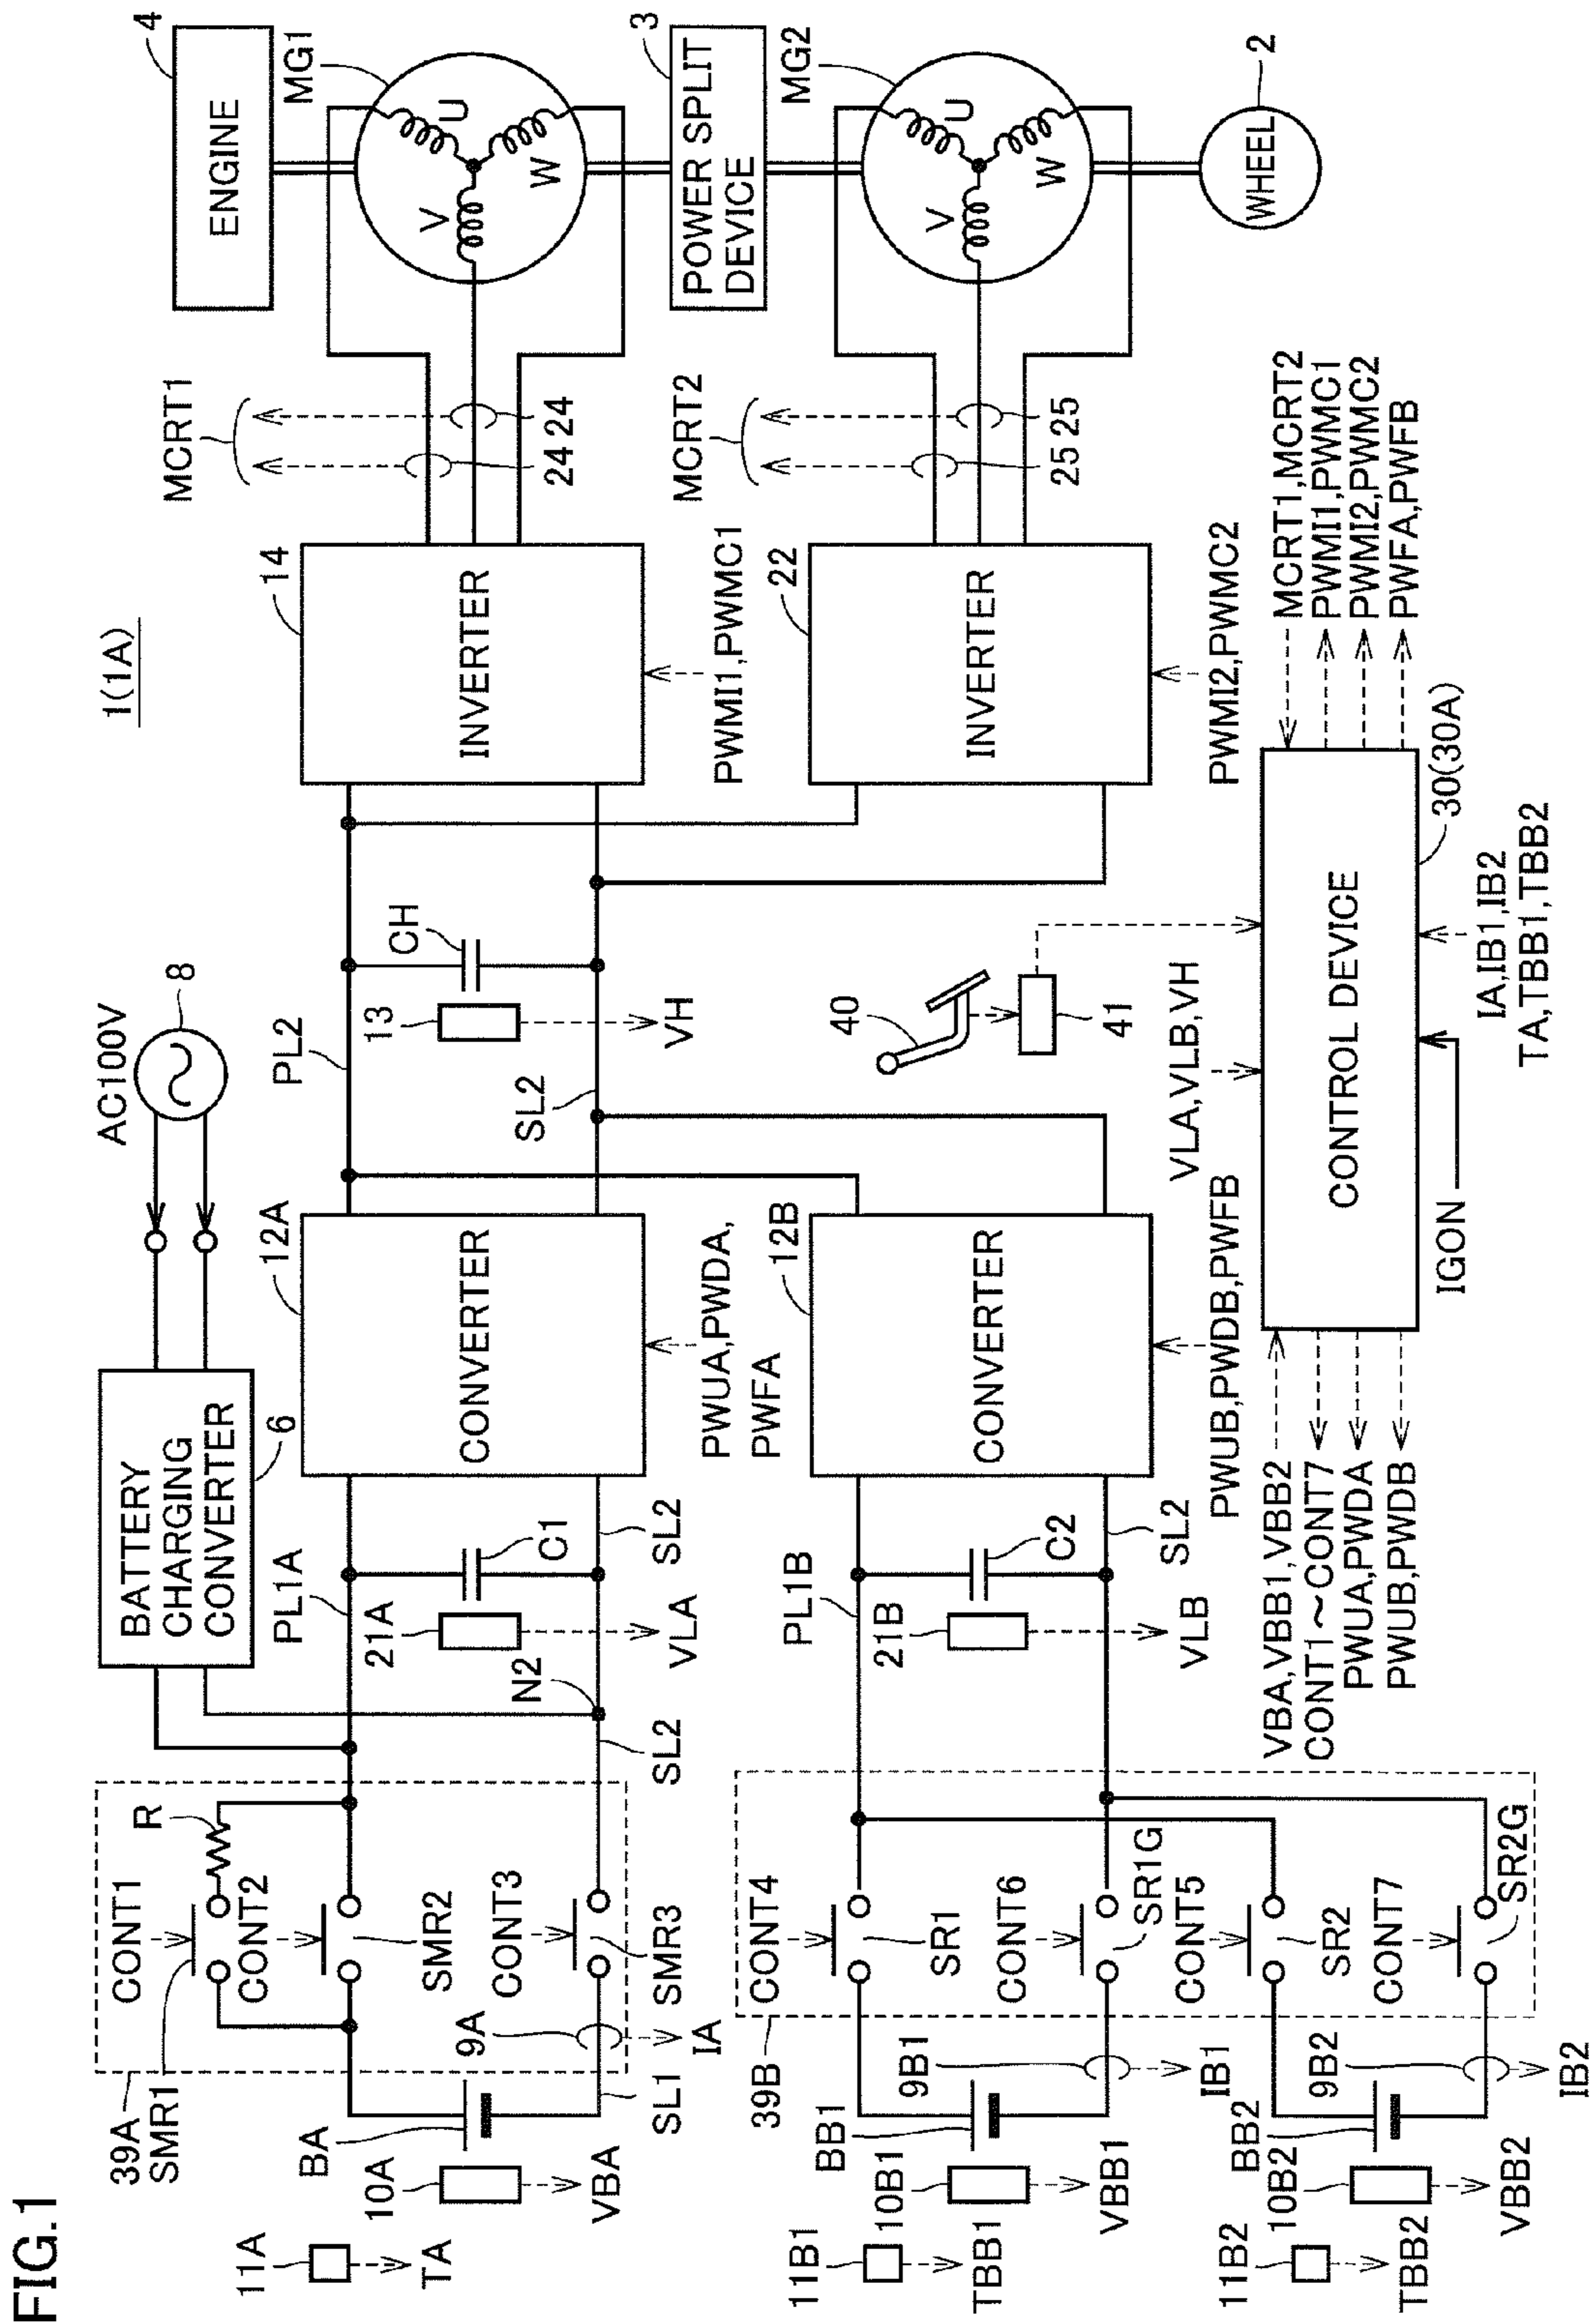 FIG.1
1(1A)
AC100V
8
BATTERY
CHARGING
CONVERTER
6
39A
SMR1
CONT1
R
CONT2
SMR2
CONT3
SMR3
9A
IA
SL1
BA
10A
VBA
11A
TA
PL1A
21A
C1
SL2
VLA
N2
SL2
12A
CONVERTER
PWUA,PWDA,
PWFA
PL2
SL2
13
CH
VH
14
INVERTER
PWMI1,PWMC1
MCRT1
24
24
4
ENGINE
MG1
U
V
W
3
POWER SPLIT
DEVICE
MG2
U
V
W
2
WHEEL
MCRT2
25
25
22
INVERTER
PWMI2,PWMC2
12B
CONVERTER
PWUB,PWDB,PWFB
PL1B
21B
C2
SL2
VLB
39B
CONT4
SR1
CONT6
SR1G
CONT5
SR2
CONT7
SR2G
BB1
9B1
IB1
10B1
VBB1
11B1
TBB1
BB2
9B2
IB2
10B2
VBB2
11B2
TBB2
40
41
VLA,VLB,VH
CONTROL DEVICE
30(30A)
VBA,VBB1,VBB2
CONT1~CONT7
PWUA,PWDA
PWUB,PWDB
MCRT1,MCRT2
PWMI1,PWMC1
PWMI2,PWMC2
PWFA,PWFB
IGON
IA,IB1,IB2
TA,TBB1,TBB2